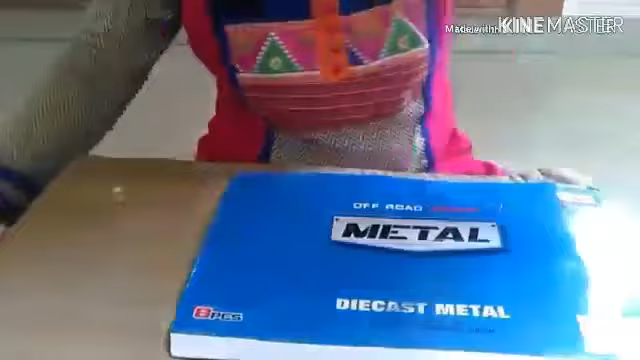 Made with
KINEMASTER
OFF ROAD
METAL
DIECAST METAL
8PCS